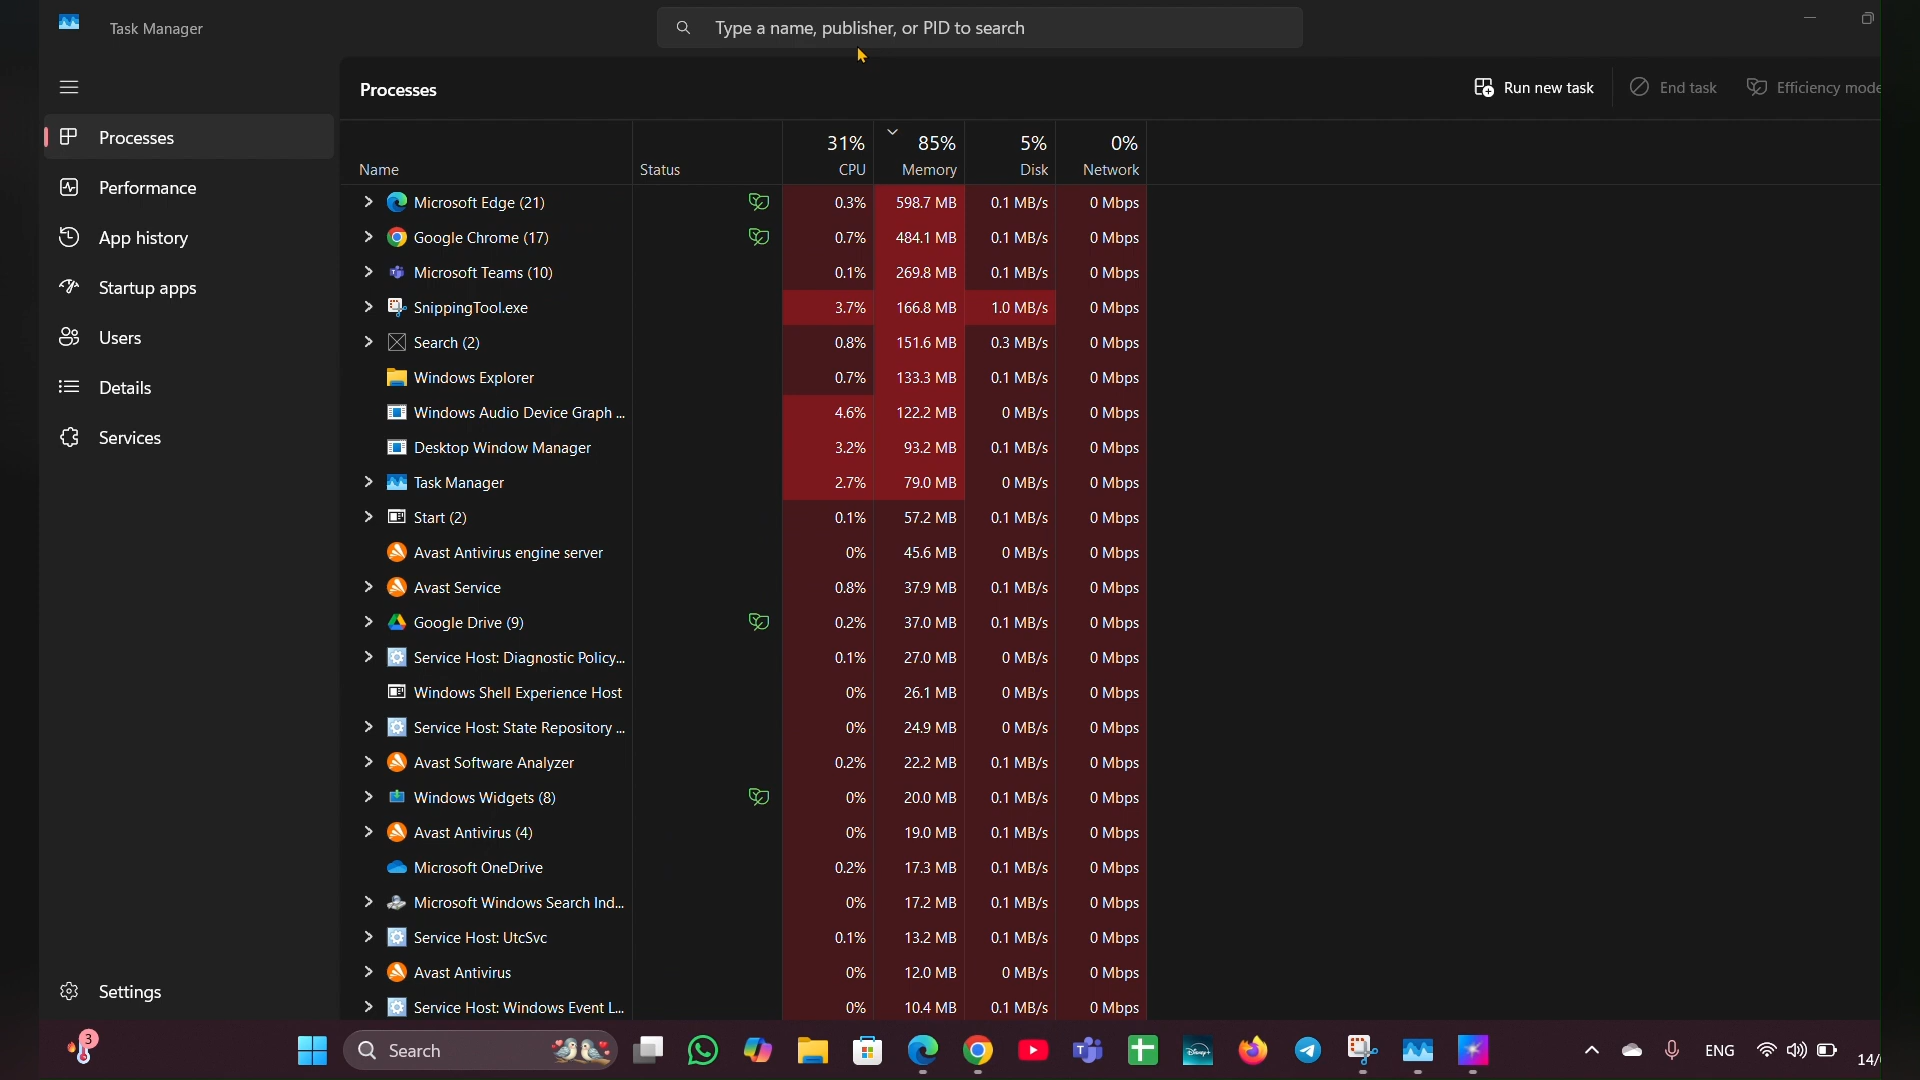 Task Manager
Type a name, publisher, or PID to search
Processes
Run new task
End task
Efficiency mode
Processes
Performance
App history
Startup apps
Users
Details
Services
Settings
31% 85% 5% 0%
Name Status CPU Memory Disk Network
Microsoft Edge (21) 0.3% 598.7 MB 0.1 MB/s 0 Mbps
Google Chrome (17) 0.7% 484.1 MB 0.1 MB/s 0 Mbps
Microsoft Teams (10) 0.1% 269.8 MB 0.1 MB/s 0 Mbps
SnippingTool.exe 3.7% 166.8 MB 1.0 MB/s 0 Mbps
Search (2) 0.8% 151.6 MB 0.3 MB/s 0 Mbps
Windows Explorer 0.7% 133.3 MB 0.1 MB/s 0 Mbps
Windows Audio Device Graph ... 4.6% 122.2 MB 0 MB/s 0 Mbps
Desktop Window Manager 3.2% 93.2 MB 0.1 MB/s 0 Mbps
Task Manager 2.7% 79.0 MB 0 MB/s 0 Mbps
Start (2) 0.1% 57.2 MB 0.1 MB/s 0 Mbps
Avast Antivirus engine server 0% 45.6 MB 0 MB/s 0 Mbps
Avast Service 0.8% 37.9 MB 0.1 MB/s 0 Mbps
Google Drive (9) 0.2% 37.0 MB 0.1 MB/s 0 Mbps
Service Host: Diagnostic Policy... 0.1% 27.0 MB 0 MB/s 0 Mbps
Windows Shell Experience Host 0% 26.1 MB 0 MB/s 0 Mbps
Service Host: State Repository ... 0% 24.9 MB 0 MB/s 0 Mbps
Avast Software Analyzer 0.2% 22.2 MB 0.1 MB/s 0 Mbps
Windows Widgets (8) 0% 20.0 MB 0.1 MB/s 0 Mbps
Avast Antivirus (4) 0% 19.0 MB 0.1 MB/s 0 Mbps
Microsoft OneDrive 0.2% 17.3 MB 0.1 MB/s 0 Mbps
Microsoft Windows Search Ind... 0% 17.2 MB 0.1 MB/s 0 Mbps
Service Host: UtcSvc 0.1% 13.2 MB 0.1 MB/s 0 Mbps
Avast Antivirus 0% 12.0 MB 0 MB/s 0 Mbps
Service Host: Windows Event L... 0% 10.4 MB 0.1 MB/s 0 Mbps
3
Search
Disney+
ENG
14/